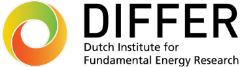 DIFFER
Dutch Institute for
Fundamental Energy Research